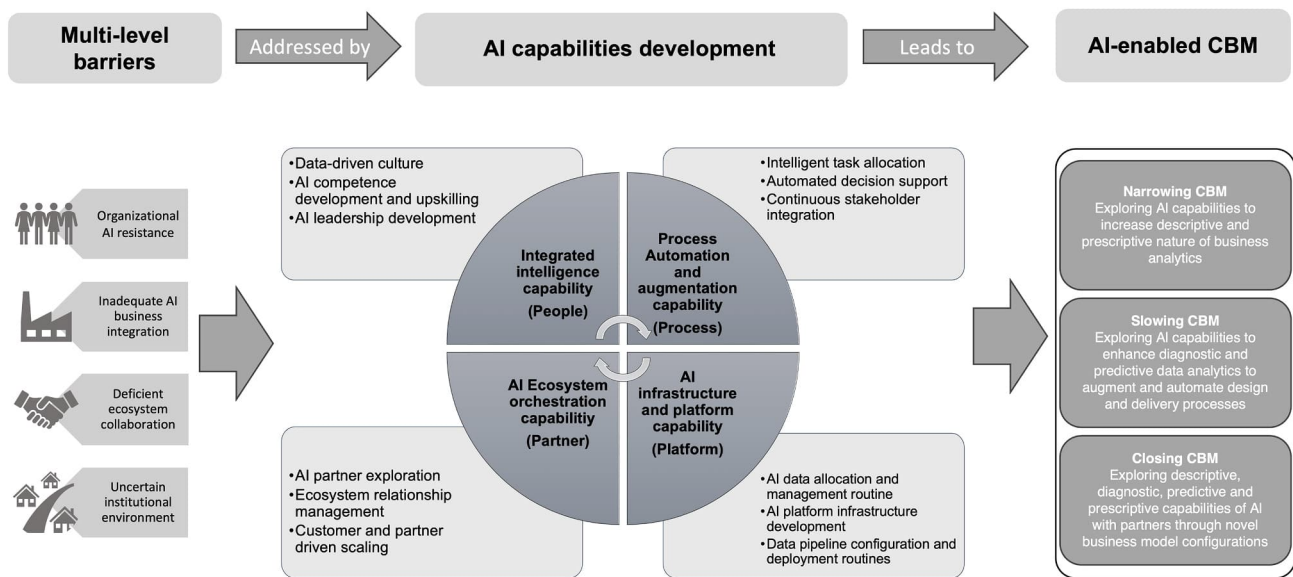 Multi-level
barriers
Addressed by
AI capabilities development
Leads to
AI-enabled CBM
Organizational
AI resistance
Inadequate AI
business
integration
Deficient
ecosystem
collaboration
Uncertain
institutional
environment
•Data-driven culture
•AI competence
development and upskilling
•AI leadership development
•Intelligent task allocation
•Automated decision support
•Continuous stakeholder
integration
Integrated
intelligence
capability
(People)
Process
Automation
and
augmentation
capability
(Process)
AI Ecosystem
orchestration
capabilitiy
(Partner)
AI
infrastructure
and platform
capability
(Platform)
•AI partner exploration
•Ecosystem relationship
management
•Customer and partner
driven scaling
•AI data allocation and
management routine
•AI platform infrastructure
development
•Data pipeline configuration and
deployment routines
Narrowing CBM
Exploring AI capabilities to
increase descriptive and
prescriptive nature of business
analytics
Slowing CBM
Exploring AI capabilities to
enhance diagnostic and
predictive data analytics to
augment and automate design
and delivery processes
Closing CBM
Exploring descriptive,
diagnostic, predictive and
prescriptive capabilities of AI
with partners through novel
business model configurations